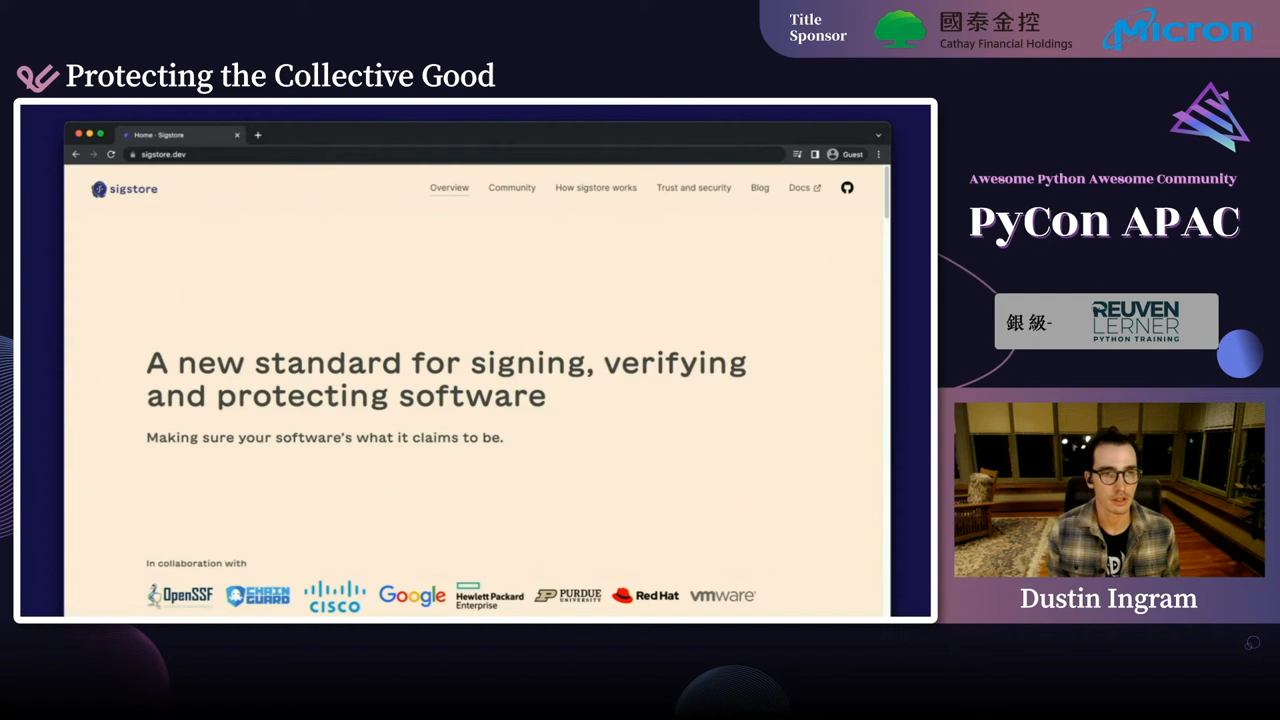 Title
Sponsor
國泰金控
Cathay Financial Holdings
Micron
Protecting the Collective Good
Home - Sigstore
sigstore.dev
Guest
sigstore
Overview
Community
How sigstore works
Trust and security
Blog
Docs
A new standard for signing, verifying
and protecting software
Making sure your software's what it claims to be.
In collaboration with
OpenSSF
CHAIN
GUARD
CISCO
Google
Hewlett Packard
Enterprise
PURDUE
UNIVERSITY
Red Hat
vmware
Awesome Python Awesome Community
PyCon APAC
銀 級-
REUVEN
LERNER
PYTHON TRAINING
Dustin Ingram